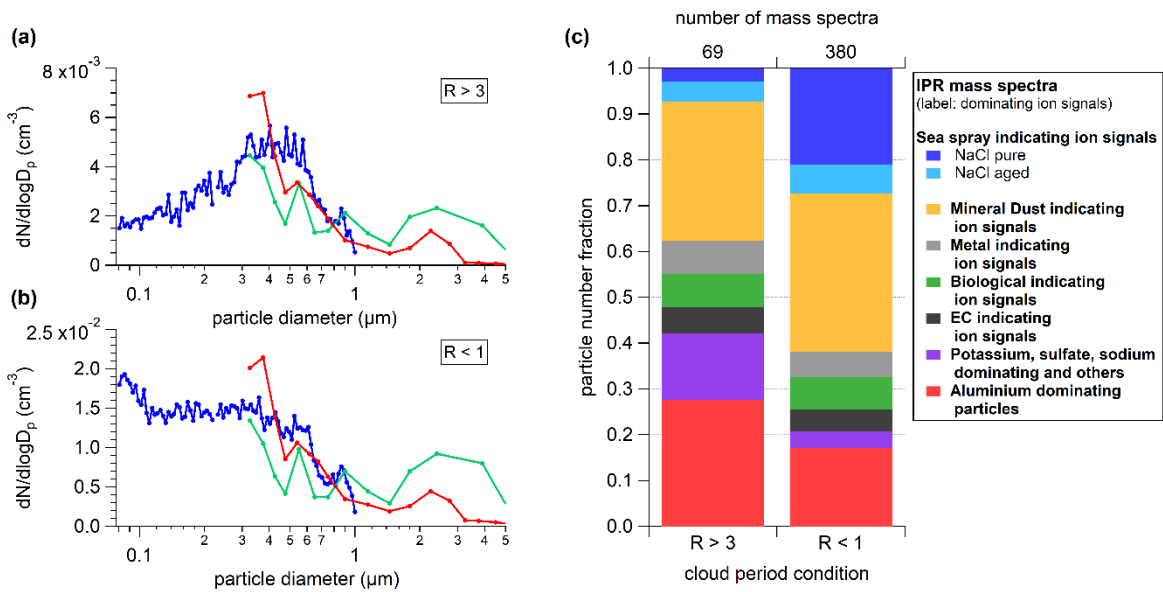 (a)
8 x10⁻³
6
4
2
0
dN/dlogDₚ (cm⁻³)
R > 3
0.1
2
3
4
5
6
7
1
2
3
4
5
particle diameter (µm)
(b)
2.5 x10⁻²
2.0
1.5
1.0
0.5
0.0
dN/dlogDₚ (cm⁻³)
R < 1
0.1
2
3
4
5
6
7
1
2
3
4
5
particle diameter (µm)
(c)
number of mass spectra
69 380
1.0
0.9
0.8
0.7
0.6
0.5
0.4
0.3
0.2
0.1
0.0
particle number fraction
R > 3 R < 1
cloud period condition
IPR mass spectra
(label: dominating ion signals)
Sea spray indicating ion signals
NaCl pure
NaCl aged
Mineral Dust indicating
ion signals
Metal indicating
ion signals
Biological indicating
ion signals
EC indicating
ion signals
Potassium, sulfate, sodium
dominating and others
Aluminium dominating
particles